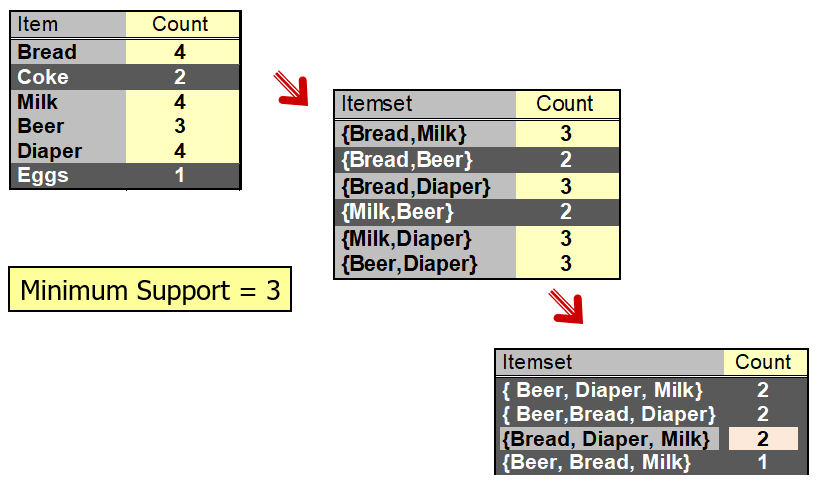 Item Count
Bread 4
Coke 2
Milk 4
Beer 3
Diaper 4
Eggs 1
Itemset Count
{Bread,Milk} 3
{Bread,Beer} 2
{Bread,Diaper} 3
{Milk,Beer} 2
{Milk,Diaper} 3
{Beer,Diaper} 3
Minimum Support = 3
Itemset Count
{ Beer, Diaper, Milk} 2
{ Beer,Bread, Diaper} 2
{Bread, Diaper, Milk} 2
{Beer, Bread, Milk} 1